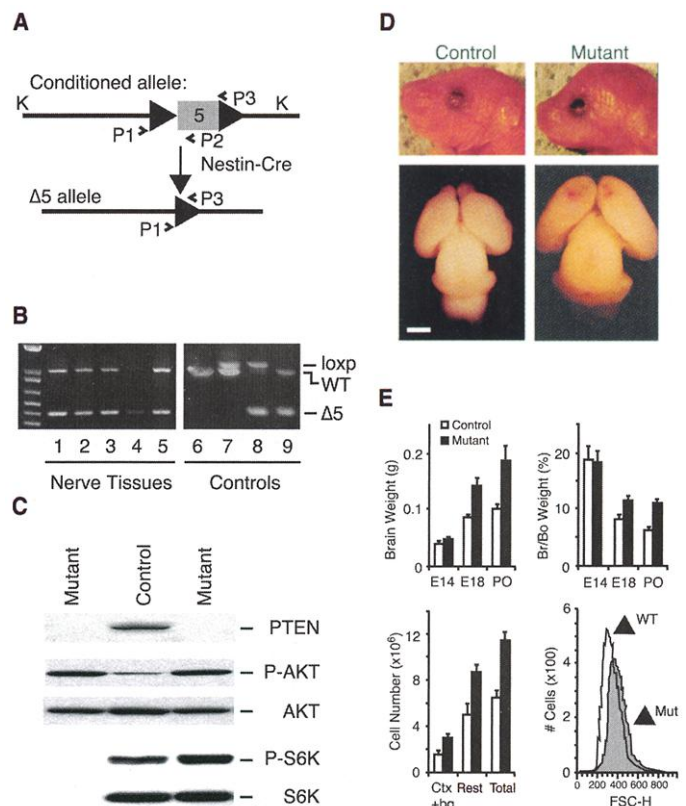 A
Conditioned allele:
K
K
5
P1
P2
P3
Nestin-Cre
Δ5 allele
P1
P3
B
loxp
WT
Δ5
1 2 3 4 5
6 7 8 9
Nerve Tissues
Controls
C
Mutant
Control
Mutant
PTEN
P-AKT
AKT
P-S6K
S6K
D
Control
Mutant
E
Control
Mutant
Brain Weight (g)
0.2
0.1
0
E14 E18 PO
Br/Bo Weight (%)
20
10
0
E14 E18 PO
Cell Number (x10⁶)
12
8
4
0
Ctx Rest Total
+bg
# Cells (x100)
6
4
2
0
WT
Mut
0 200 400 600 800
FSC-H